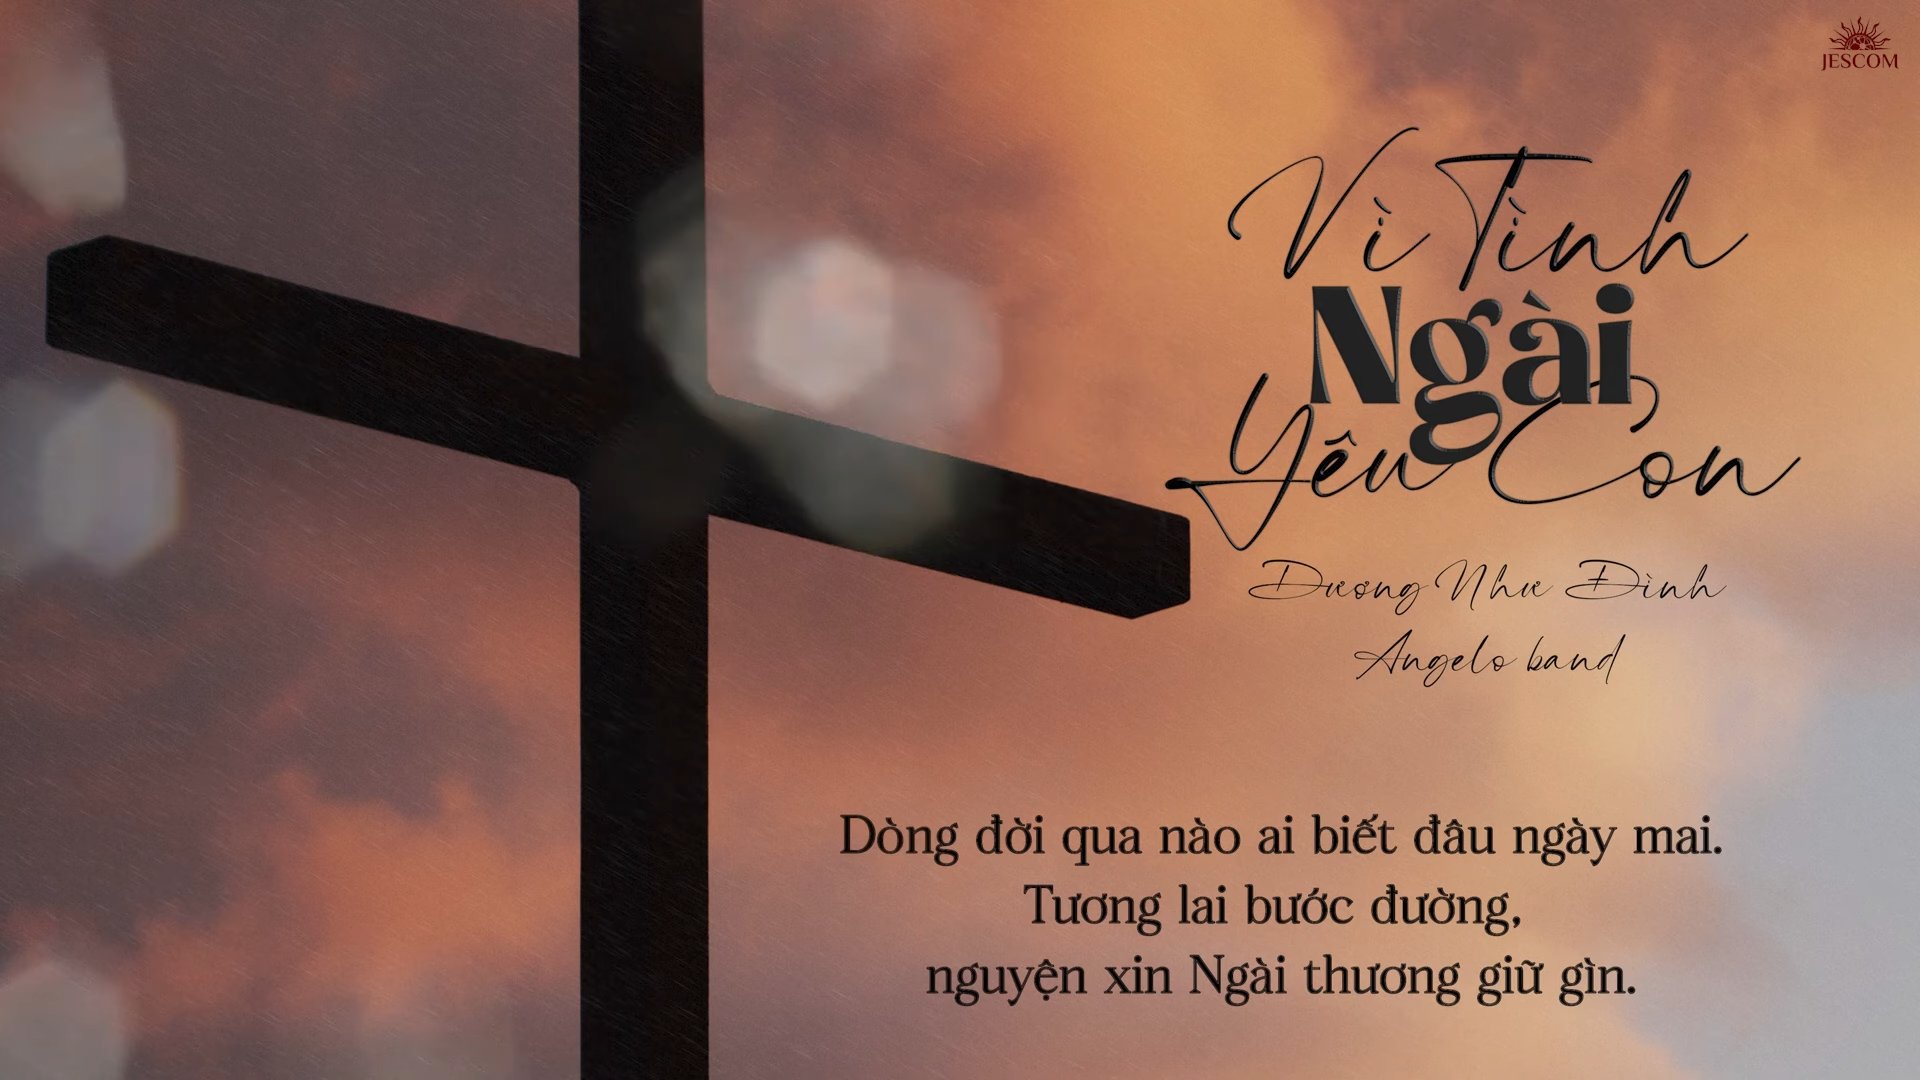 JESCOM
Vì Tình
Ngài
Yêu Con
Dương Như Đình
Angelo band
Dòng đời qua nào ai biết đâu ngày mai.
Tương lai bước đường,
nguyện xin Ngài thương giữ gìn.